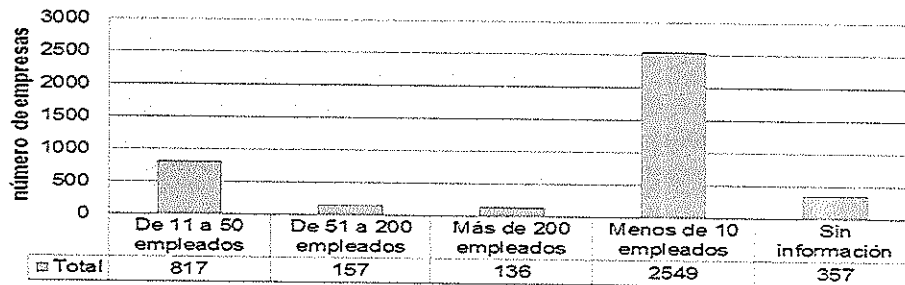 número de empresas
3000
2500
2000
1500
1000
500
0
De 11 a 50 empleados
De 51 a 200 empleados
Más de 200 empleados
Menos de 10 empleados
Sin información
Total 817 157 136 2549 357